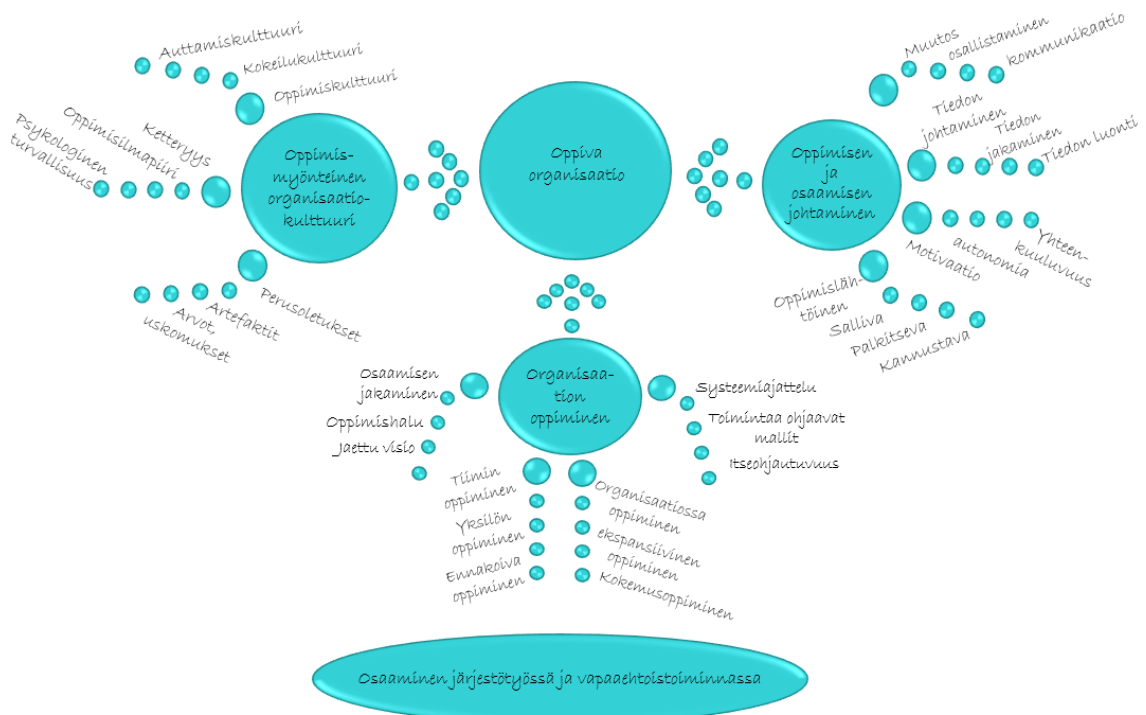 Auttamiskulttuuri
Kokeilukulttuuri
Oppimiskulttuuri
Ketteryys
Oppimisilmapiiri
Psykologinen
turvallisuus
Oppimis-
myönteinen
organisaatio-
kulttuuri
Perusoletukset
Artefaktit
Arvot,
uskomukset
Oppiva
organisaatio
Oppimisen
ja
osaamisen
johtaminen
Muutos
osallistaminen
kommunikaatio
Tiedon
johtaminen
Tiedon
jakaminen
Tiedon luonti
Motivaatio
autonomia
Yhteen-
kuuluvuus
Oppimisläh-
töinen
Salliva
Palkitseva
Kannustava
Organisaa-
tion
oppiminen
Osaamisen
jakaminen
Oppimishalu
Jaettu visio
Systeemiajattelu
Toimintaa ohjaavat
mallit
Itseohjautuvuus
Tiimin
oppiminen
Yksilön
oppiminen
Ennakoiva
oppiminen
Organisaatiossa
oppiminen
ekspansiivinen
oppiminen
Kokemusoppiminen
Osaaminen järjestötyössä ja vapaaehtoistoiminnassa